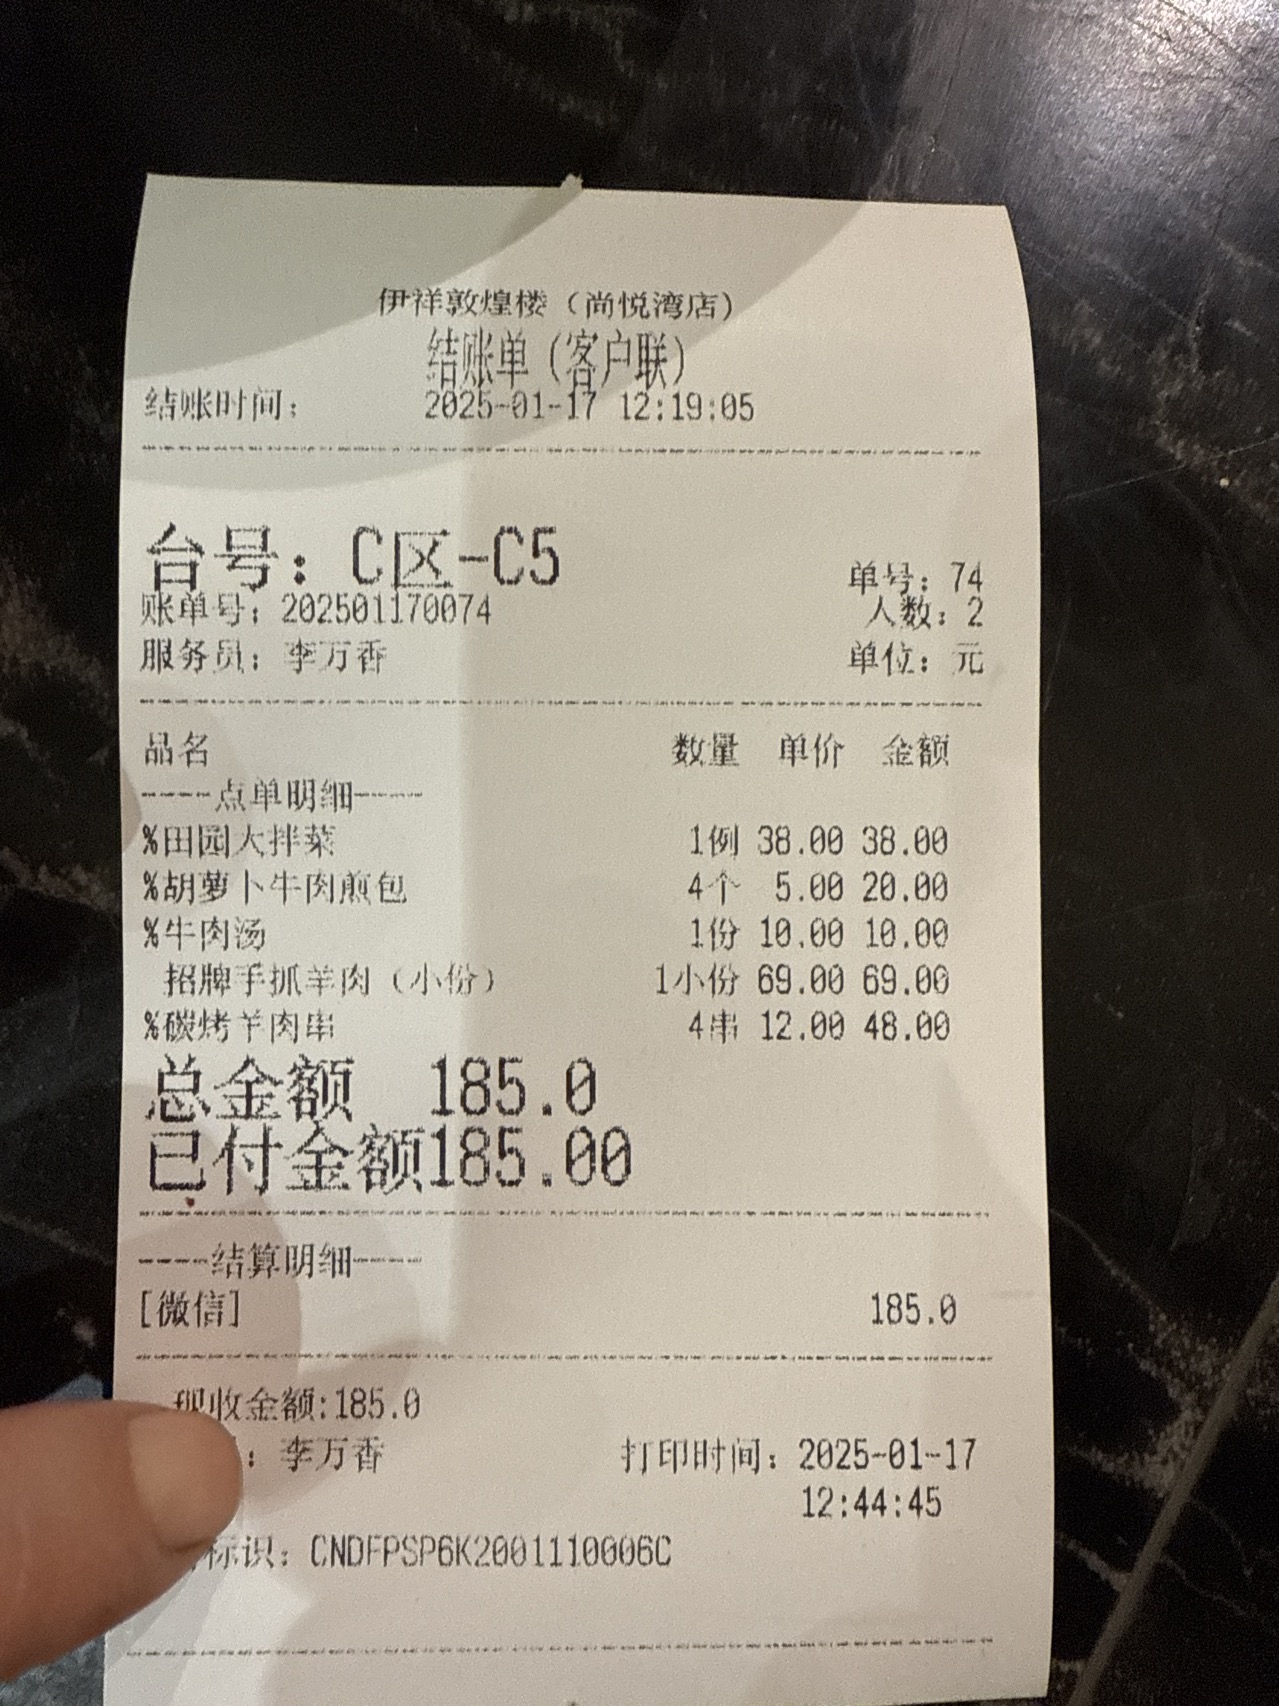 伊祥敦煌楼（尚悦湾店）
结账单（客户联）
结账时间： 2025-01-17 12:19:05
台号：C区-C5
单号：74
账单号：202501170074
人数：2
服务员：李万香 单位：元
品名 数量 单价 金额
----点单明细----
%田园大拌菜 1例 38.00 38.00
%胡萝卜牛肉煎包 4个 5.00 20.00
%牛肉汤 1份 10.00 10.00
招牌手抓羊肉（小份） 1小份 69.00 69.00
%碳烤羊肉串 4串 12.00 48.00
总金额 185.0
已付金额185.00
----结算明细----
[微信] 185.0
现收金额:185.0
：李万香 打印时间：2025-01-17
12:44:45
标识：CNDFPSP6K2001110006C